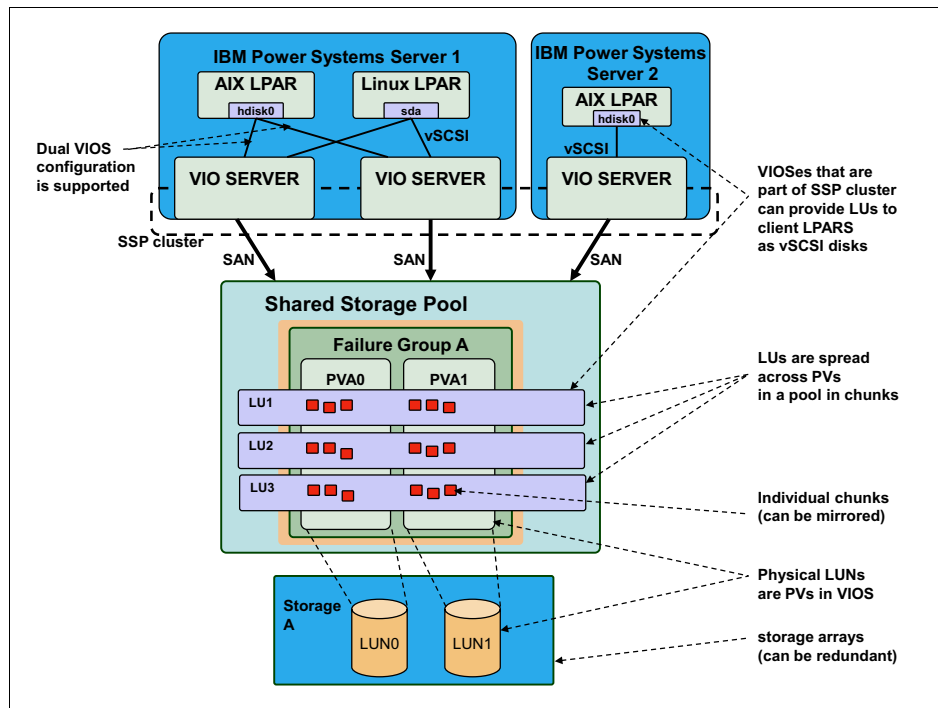 IBM Power Systems Server 1
IBM Power Systems
Server 2
AIX LPAR
hdisk0
Linux LPAR
sda
AIX LPAR
hdisk0
Dual VIOS
configuration
is supported
vSCSI
vSCSI
VIO SERVER
VIO SERVER
VIO SERVER
VIOSes that are
part of SSP cluster
can provide LUs to
client LPARS
as vSCSI disks
SSP cluster
SAN
SAN
SAN
Shared Storage Pool
Failure Group A
PVA0
PVA1
LU1
LU2
LU3
LUs are spread
across PVs
in a pool in chunks
Individual chunks
(can be mirrored)
Physical LUNs
are PVs in VIOS
Storage
A
LUN0
LUN1
storage arrays
(can be redundant)